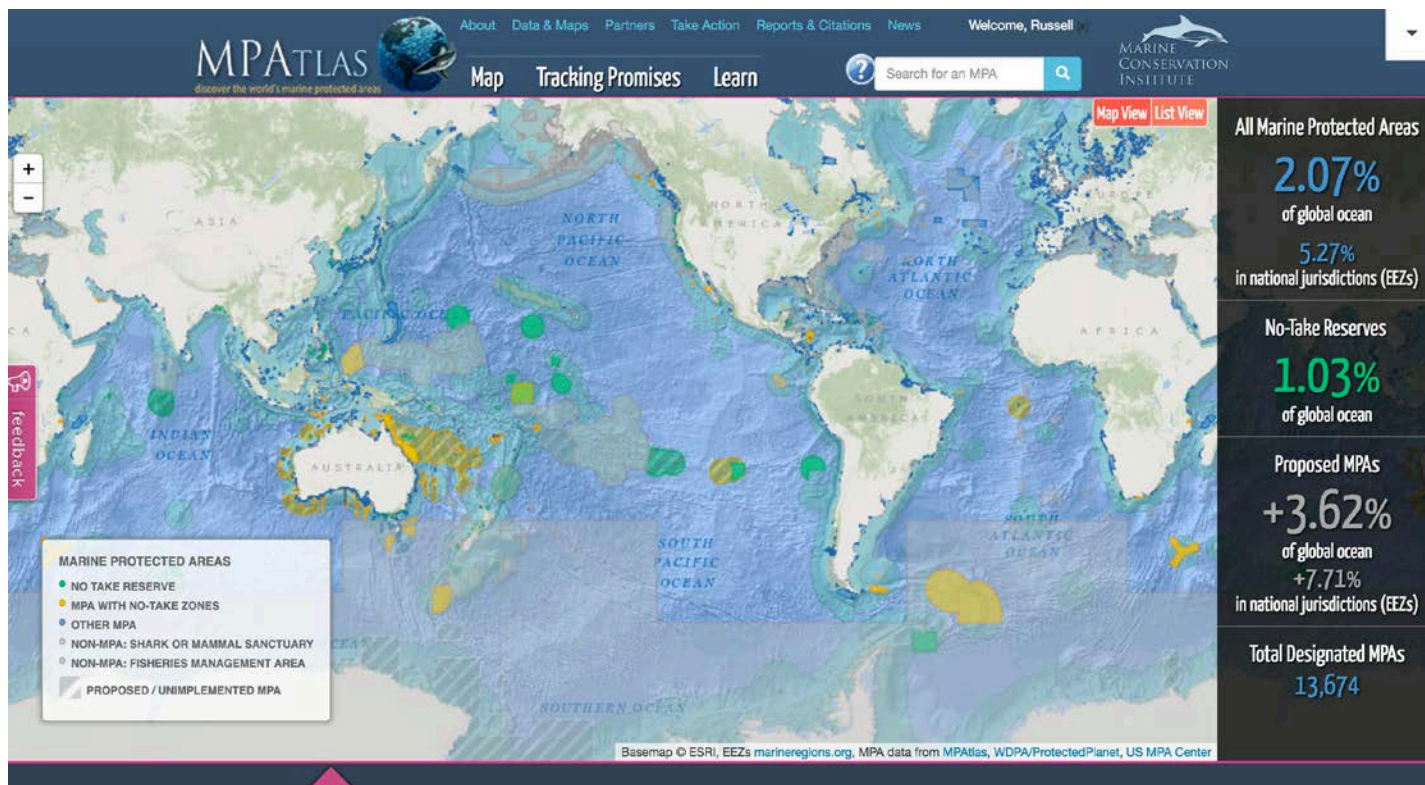 About Data & Maps Partners Take Action Reports & Citations News Welcome, Russell
MPATLAS
discover the world's marine protected areas
Map Tracking Promises Learn
?
Search for an MPA
MARINE
CONSERVATION
INSTITUTE
Map View List View
+
−
feedback
ASIA
NORTH
PACIFIC
OCEAN
NORTH
AMERICA
NORTH
ATLANTIC
OCEAN
EUROPE
AFRICA
PACIFIC OCEAN
INDIAN
OCEAN
AUSTRALIA
SOUTH
AMERICA
SOUTH
PACIFIC
OCEAN
SOUTH
ATLANTIC
OCEAN
SOUTHERN OCEAN
MARINE PROTECTED AREAS
NO TAKE RESERVE
MPA WITH NO-TAKE ZONES
OTHER MPA
NON-MPA: SHARK OR MAMMAL SANCTUARY
NON-MPA: FISHERIES MANAGEMENT AREA
PROPOSED / UNIMPLEMENTED MPA
Basemap © ESRI, EEZs marineregions.org, MPA data from MPAtlas, WDPA/ProtectedPlanet, US MPA Center
All Marine Protected Areas
2.07%
of global ocean
5.27%
in national jurisdictions (EEZs)
No-Take Reserves
1.03%
of global ocean
Proposed MPAs
+3.62%
of global ocean
+7.71%
in national jurisdictions (EEZs)
Total Designated MPAs
13,674